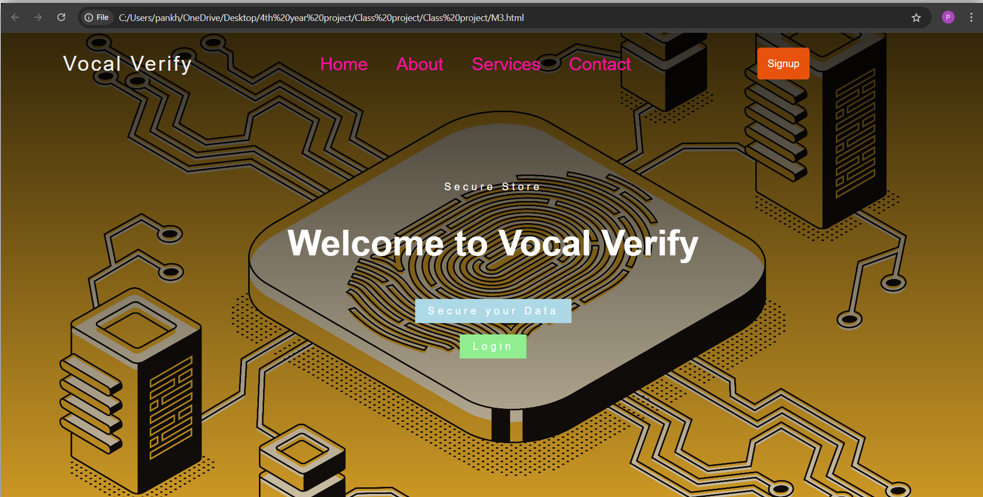 File C:/Users/pankh/OneDrive/Desktop/4th%20year%20project/Class%20project/Class%20project/M3.html P
Vocal Verify Home About Services Contact Signup
Secure Store
Welcome to Vocal Verify
Secure your Data
Login